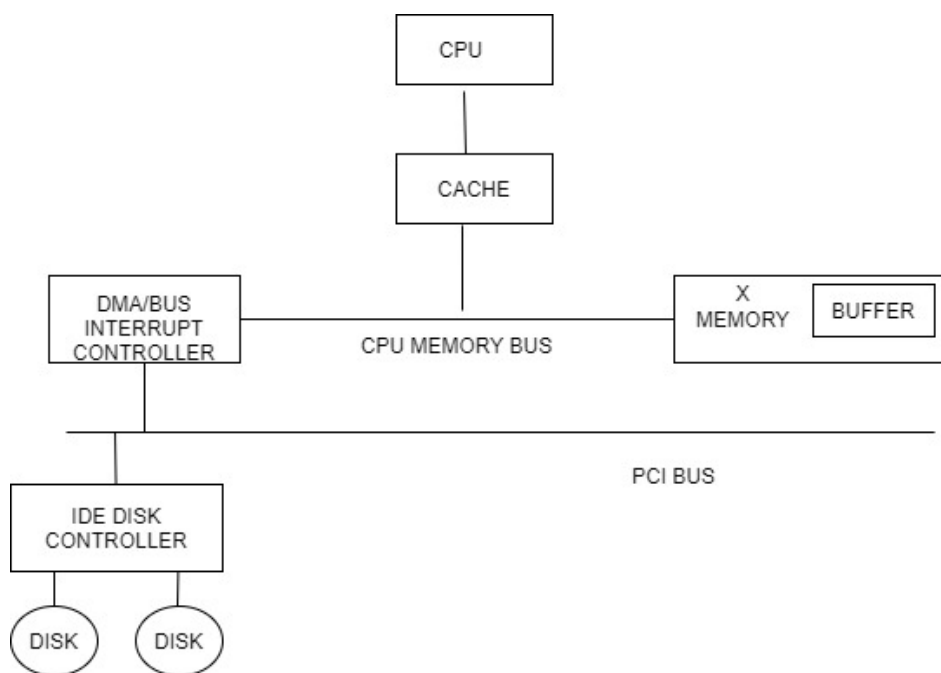 CPU
CACHE
DMA/BUS
INTERRUPT
CONTROLLER
CPU MEMORY BUS
X
MEMORY
BUFFER
PCI BUS
IDE DISK
CONTROLLER
DISK
DISK